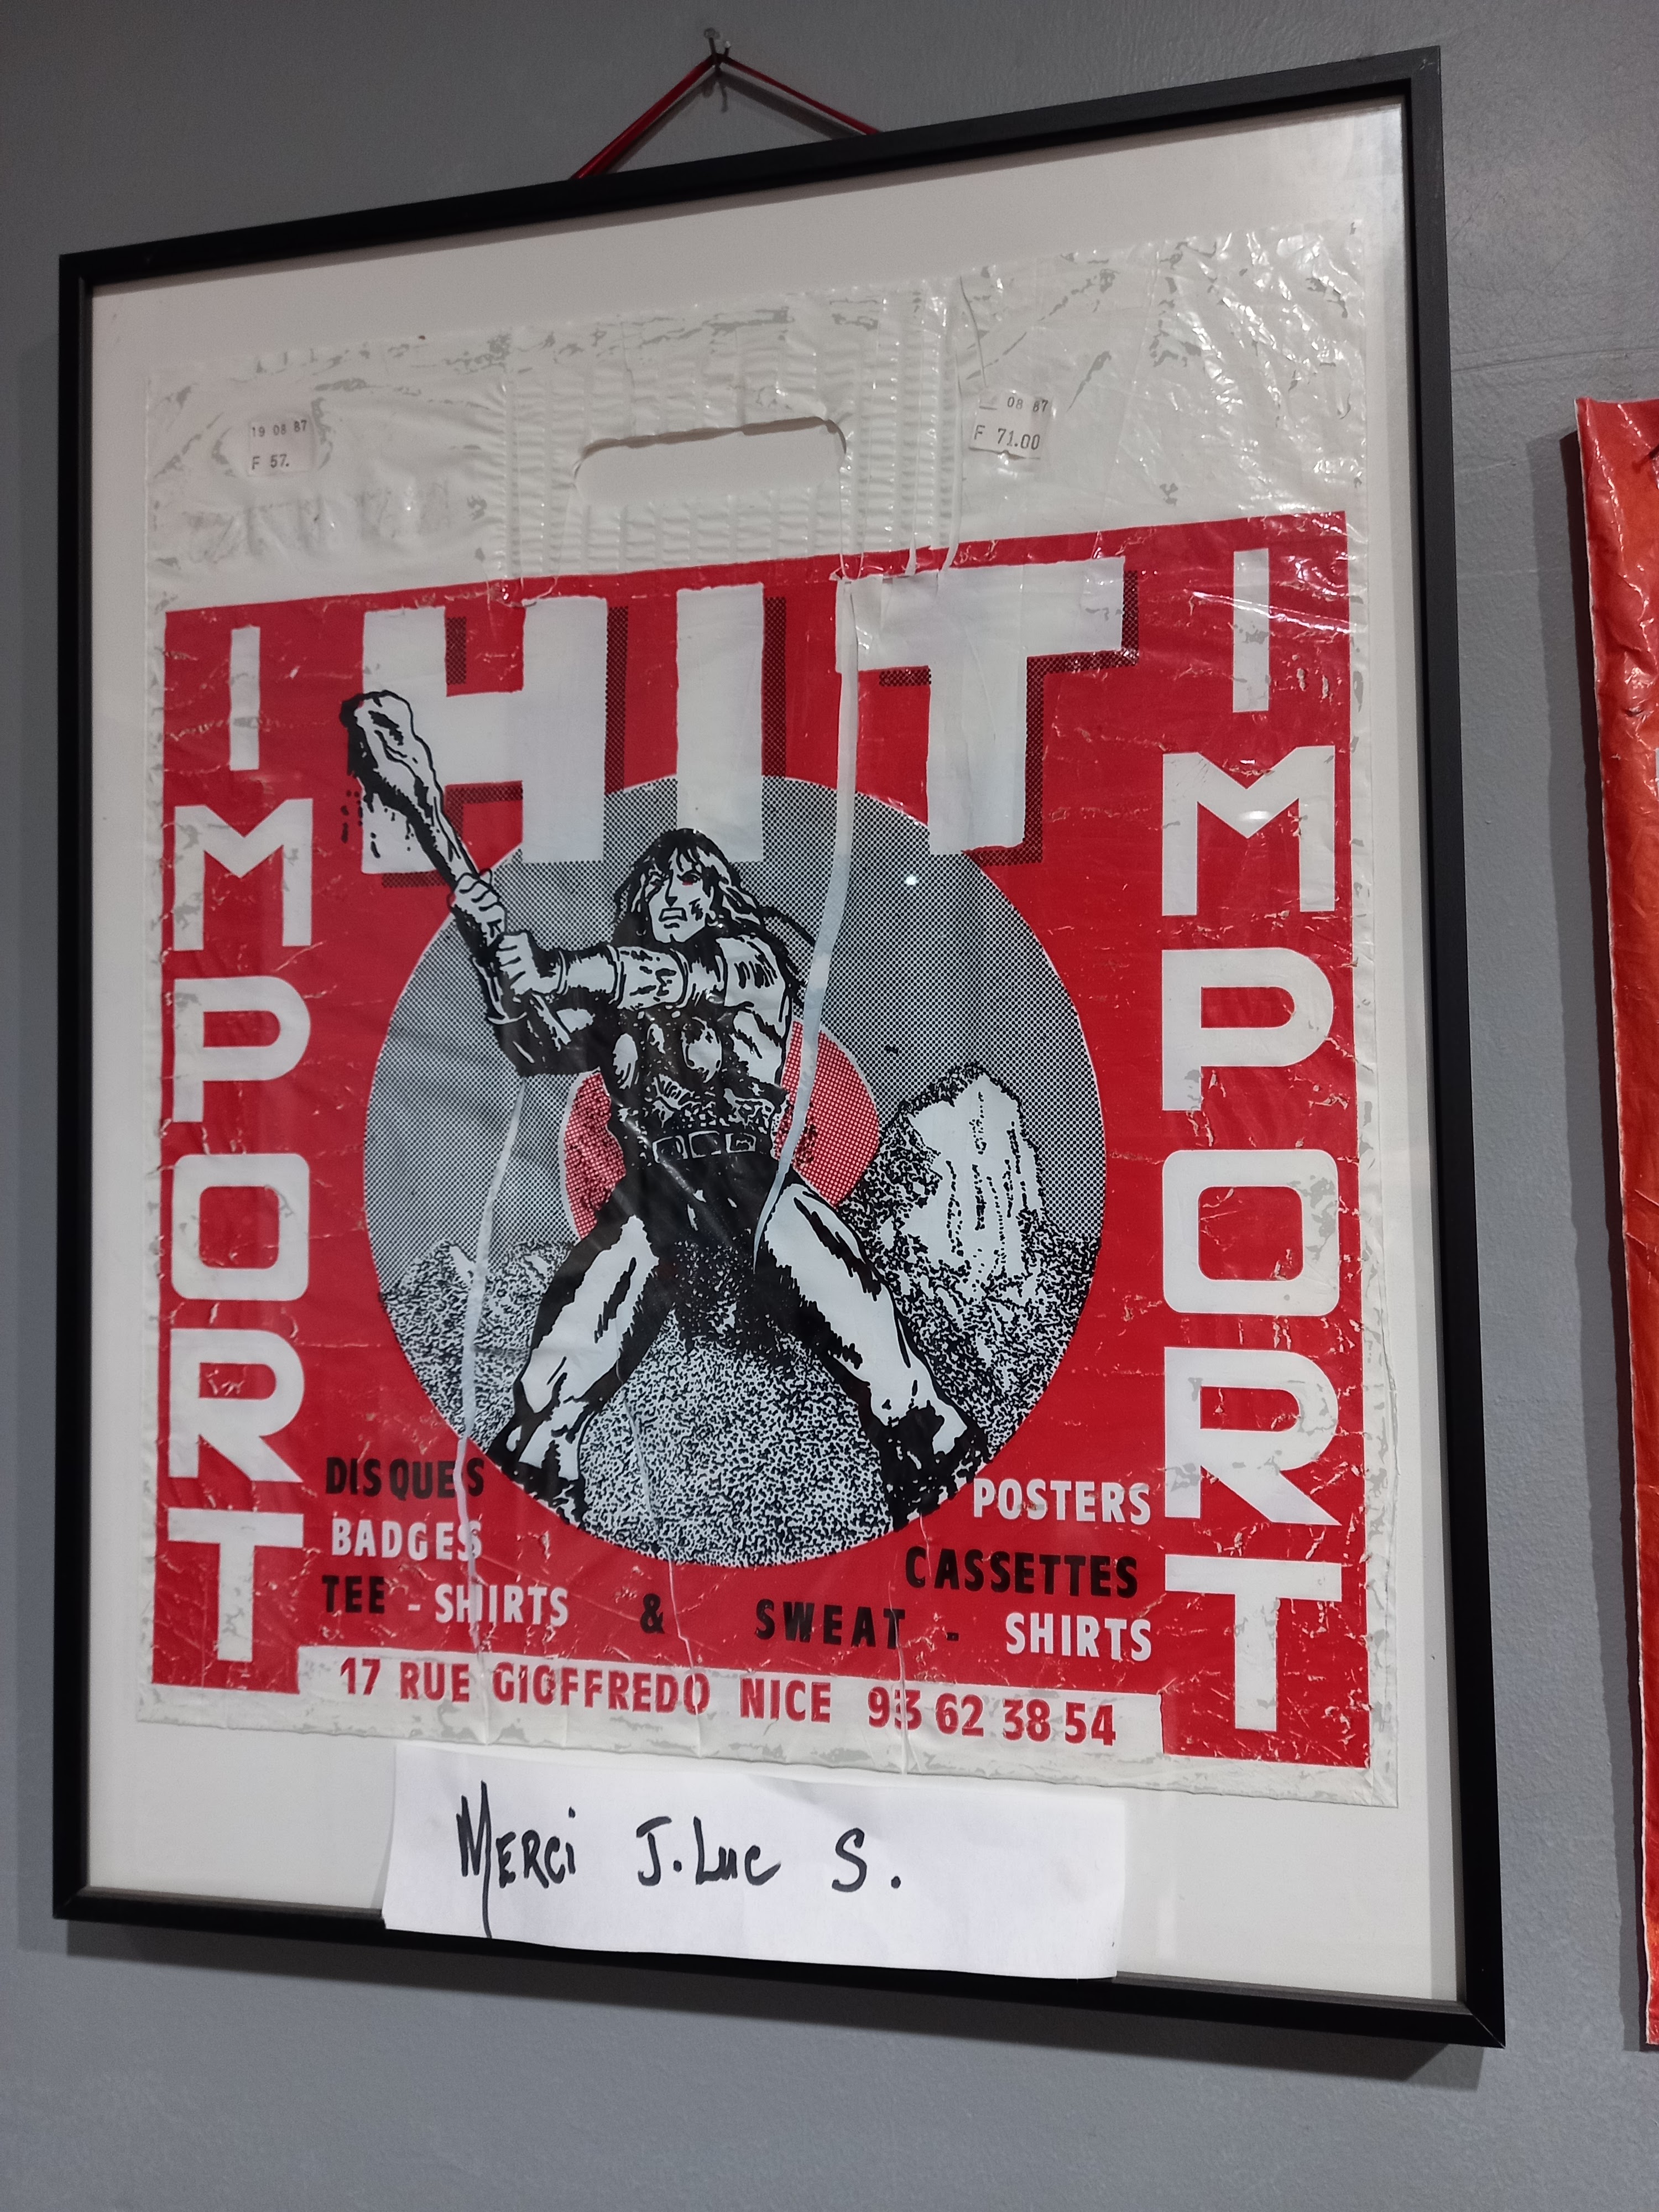 19 08 87
F 57.
08 87
F 71.00
HIT
IMPORT
IMPORT
DISQUES
BADGES
TEE - SHIRTS & SWEAT - SHIRTS
POSTERS
CASSETTES
17 RUE GIOFFREDO NICE 93 62 38 54
MERCi J.Luc S.